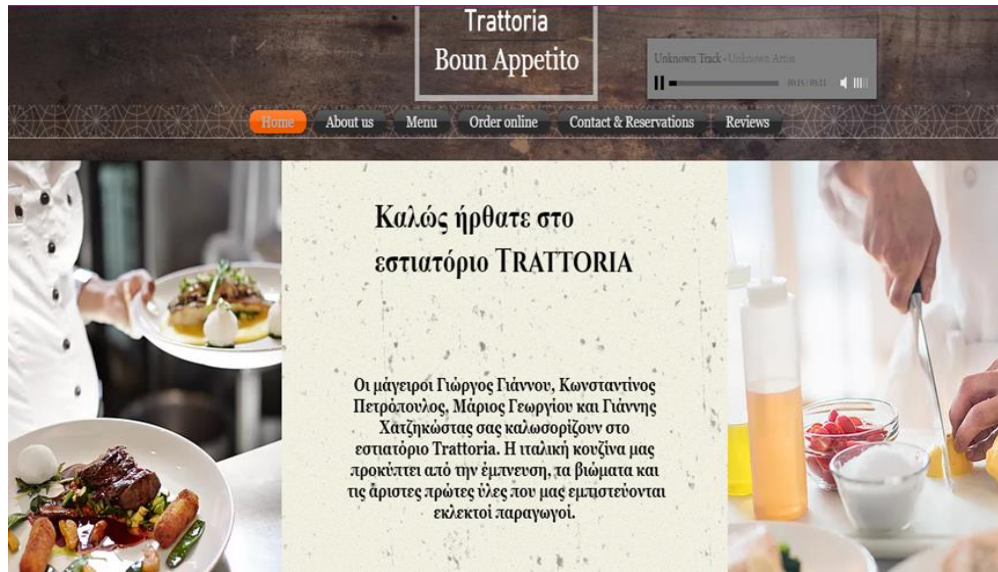 Trattoria
Boun Appetito
Unknown Track - Unknown Artist
Home About us Menu Order online Contact & Reservations Reviews
Καλώς ήρθατε στο
εστιατόριο TRATTORIA
Οι μάγειροι Γιώργος Γιάννου, Κωνσταντίνος
Πετρόπουλος, Μάριος Γεωργίου και Γιάννης
Χατζηκώστας σας καλωσορίζουν στο
εστιατόριο Trattoria. Η ιταλική κουζίνα μας
προκύπτει από την έμπνευση, τα βιώματα και
τις άριστες πρώτες ύλες που μας εμπιστεύονται
εκλεκτοί παραγωγοί.